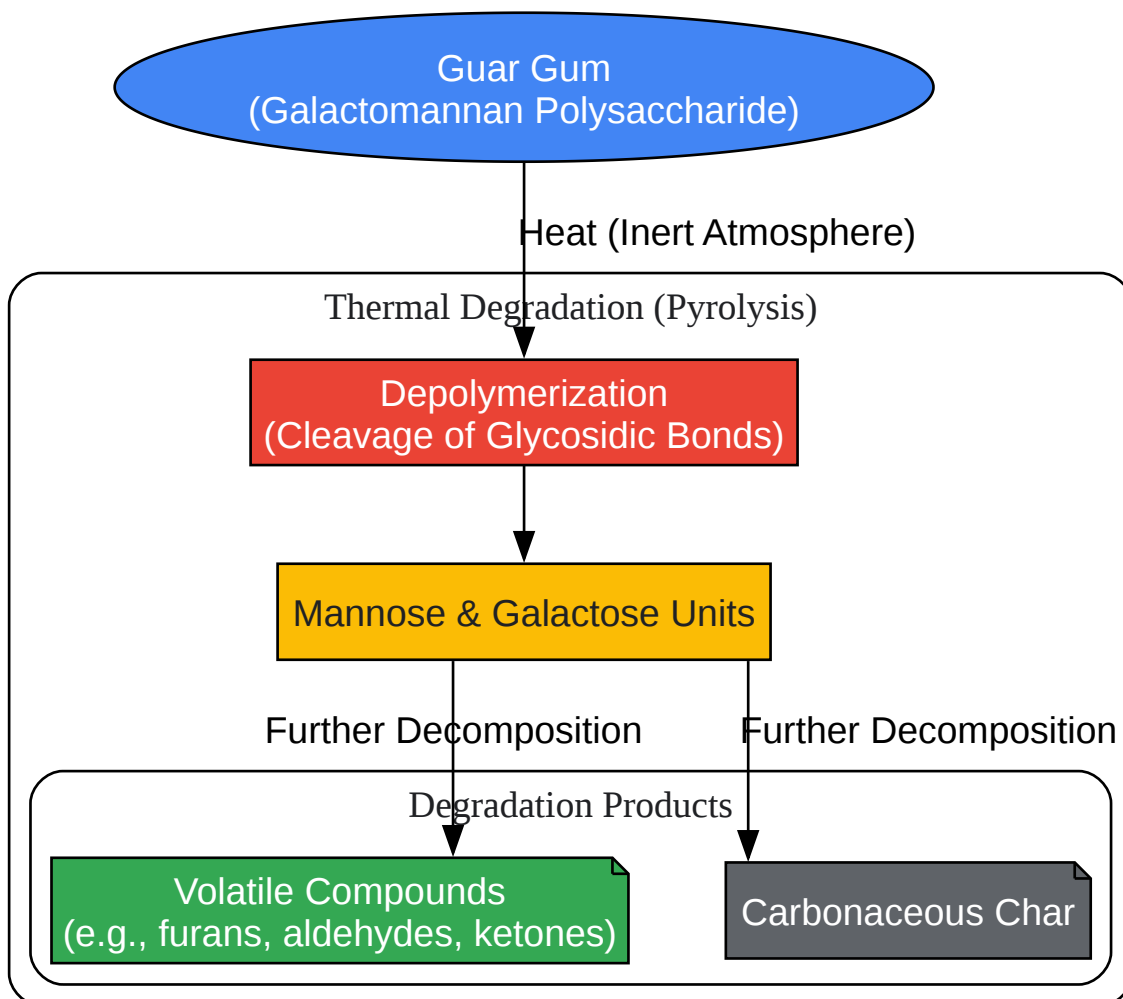 Guar Gum
(Galactomannan Polysaccharide)
Heat (Inert Atmosphere)
Thermal Degradation (Pyrolysis)
Depolymerization
(Cleavage of Glycosidic Bonds)
Mannose & Galactose Units
Further Decomposition
Further Decomposition
Degradation Products
Volatile Compounds
(e.g., furans, aldehydes, ketones)
Carbonaceous Char